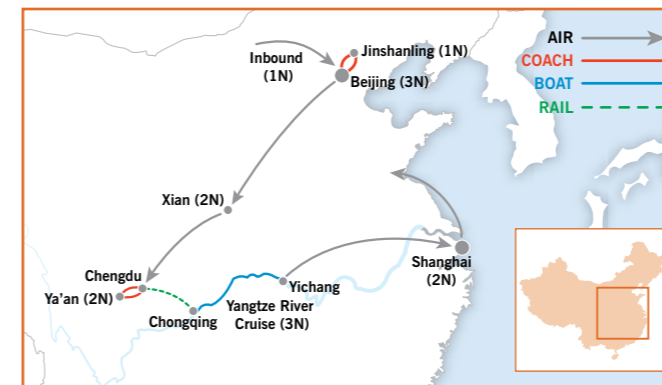 Inbound
(1N)
Jinshanling (1N)
Beijing (3N)
AIR
COACH
BOAT
RAIL
Xian (2N)
Chengdu
Ya'an (2N)
Chongqing
Yichang
Yangtze River
Cruise (3N)
Shanghai
(2N)